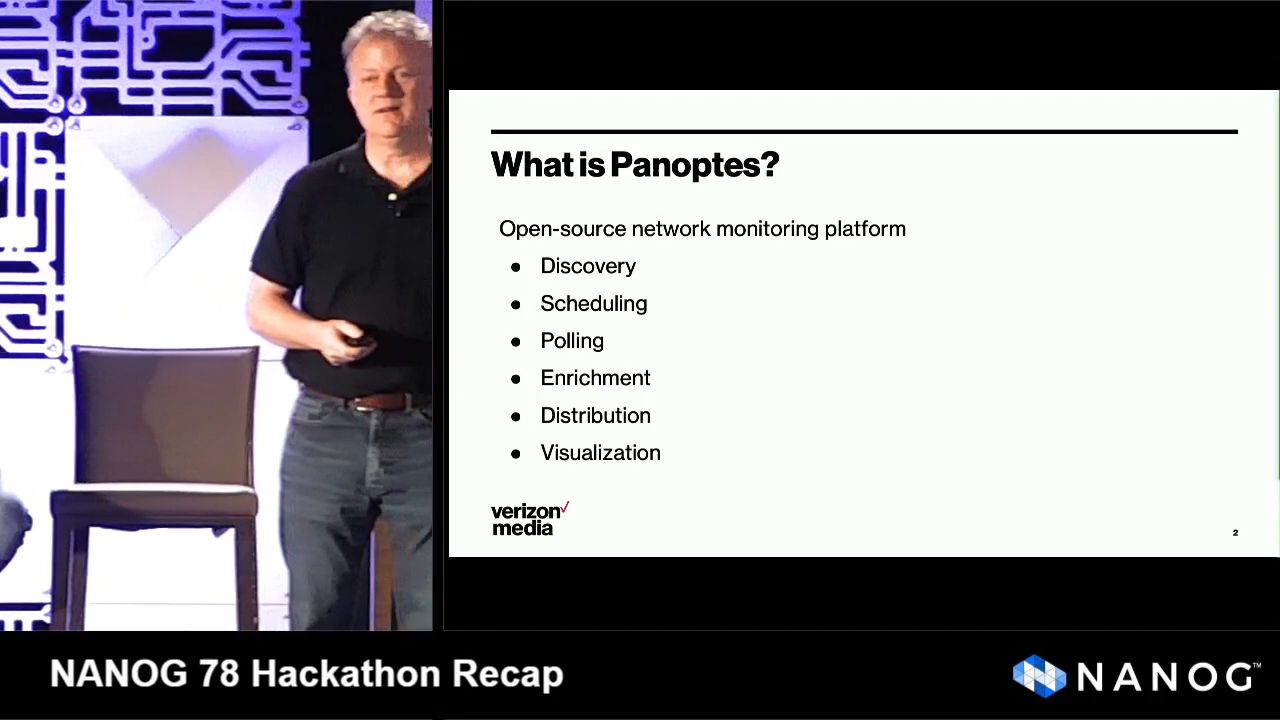 What is Panoptes?
Open-source network monitoring platform
● Discovery
● Scheduling
● Polling
● Enrichment
● Distribution
● Visualization
verizon✓
media
2
NANOG 78 Hackathon Recap
NANOG™